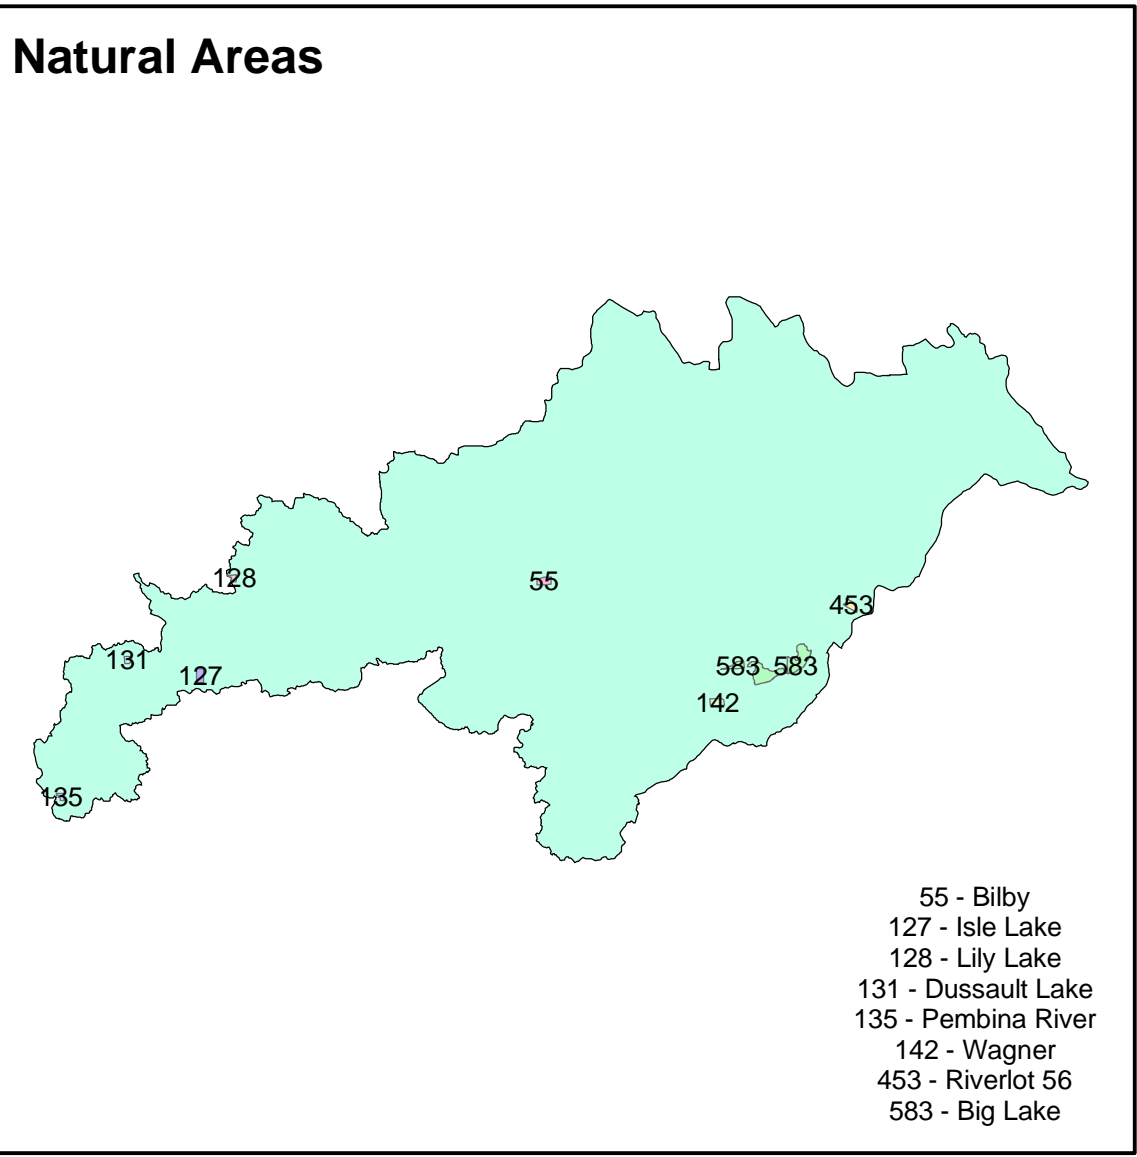 Natural Areas
128
55
453
131
127
583
583
142
135
55 - Bilby
127 - Isle Lake
128 - Lily Lake
131 - Dussault Lake
135 - Pembina River
142 - Wagner
453 - Riverlot 56
583 - Big Lake